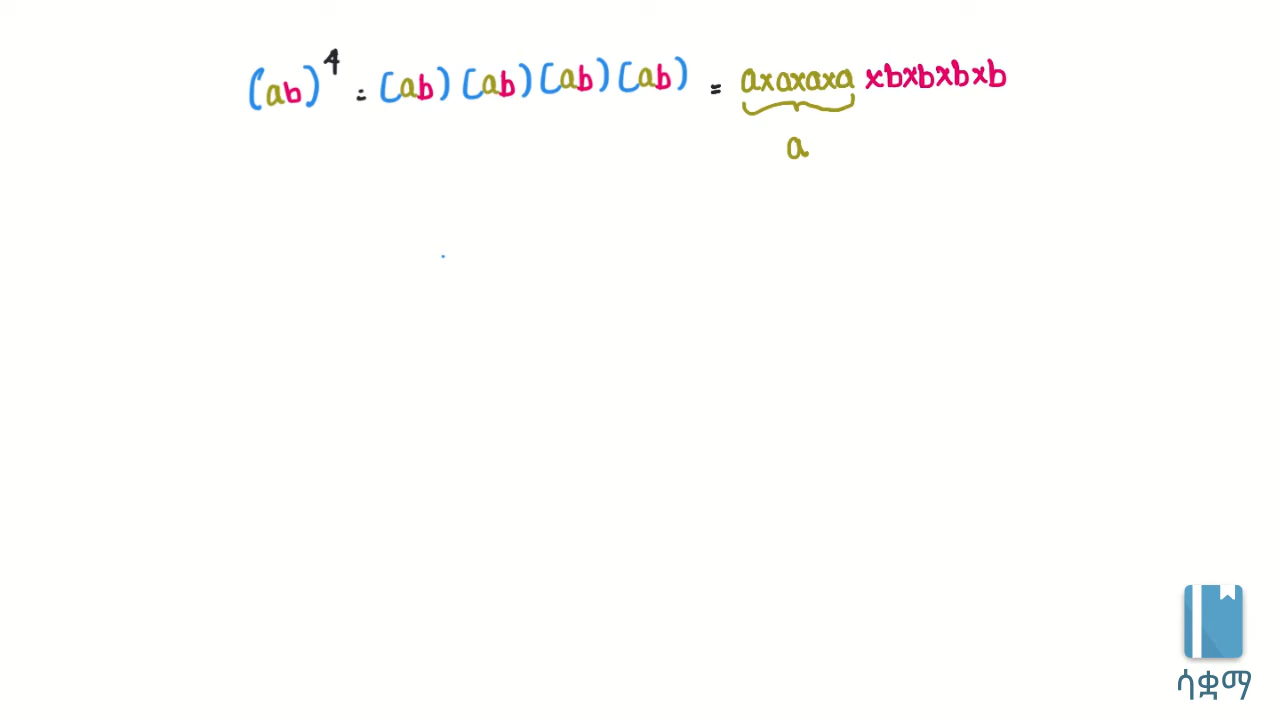 (ab)⁴ = (ab) (ab) (ab) (ab) = axaxaxa xbxbxbxb
a
ሳቋማ